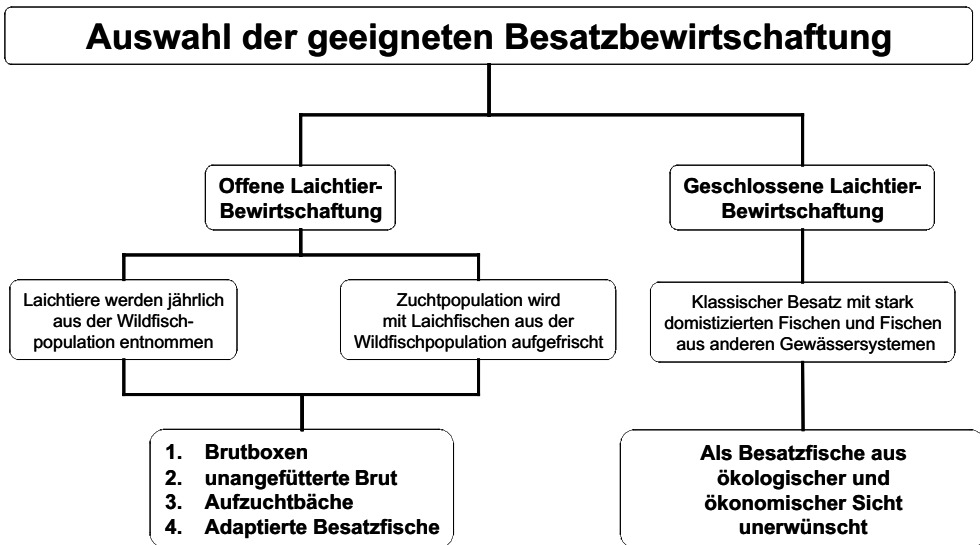 Auswahl der geeigneten Besatzbewirtschaftung
Offene Laichtier-
Bewirtschaftung
Geschlossene Laichtier-
Bewirtschaftung
Laichtiere werden jährlich
aus der Wildfisch-
population entnommen
Zuchtpopulation wird
mit Laichfischen aus der
Wildfischpopulation aufgefrischt
Klassischer Besatz mit stark
domistizierten Fischen und Fischen
aus anderen Gewässersystemen
1. Brutboxen
2. unangefütterte Brut
3. Aufzuchtbäche
4. Adaptierte Besatzfische
Als Besatzfische aus
ökologischer und
ökonomischer Sicht
unerwünscht